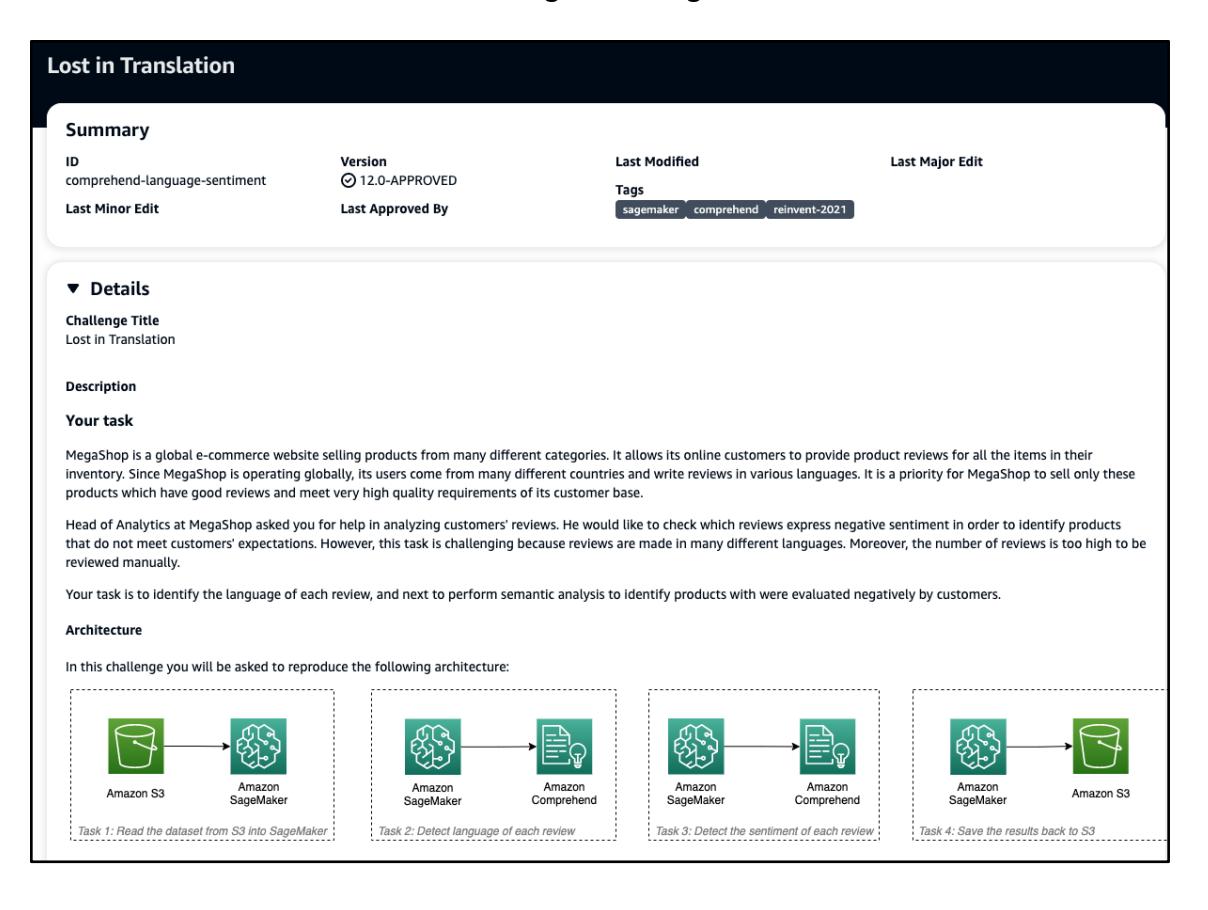 Lost in Translation
Summary
ID
comprehend-language-sentiment
Last Minor Edit
Version
12.0-APPROVED
Last Approved By
Last Modified
Tags
sagemaker comprehend reinvent-2021
Last Major Edit
Details
Challenge Title
Lost in Translation
Description
Your task
MegaShop is a global e-commerce website selling products from many different categories. It allows its online customers to provide product reviews for all the items in their
inventory. Since MegaShop is operating globally, its users come from many different countries and write reviews in various languages. It is a priority for MegaShop to sell only these
products which have good reviews and meet very high quality requirements of its customer base.
Head of Analytics at MegaShop asked you for help in analyzing customers' reviews. He would like to check which reviews express negative sentiment in order to identify products
that do not meet customers' expectations. However, this task is challenging because reviews are made in many different languages. Moreover, the number of reviews is too high to be
reviewed manually.
Your task is to identify the language of each review, and next to perform semantic analysis to identify products with were evaluated negatively by customers.
Architecture
In this challenge you will be asked to reproduce the following architecture:
Amazon S3
Amazon
SageMaker
Task 1: Read the dataset from S3 into SageMaker
Amazon
SageMaker
Amazon
Comprehend
Task 2: Detect language of each review
Amazon
SageMaker
Amazon
Comprehend
Task 3: Detect the sentiment of each review
Amazon
SageMaker
Amazon S3
Task 4: Save the results back to S3